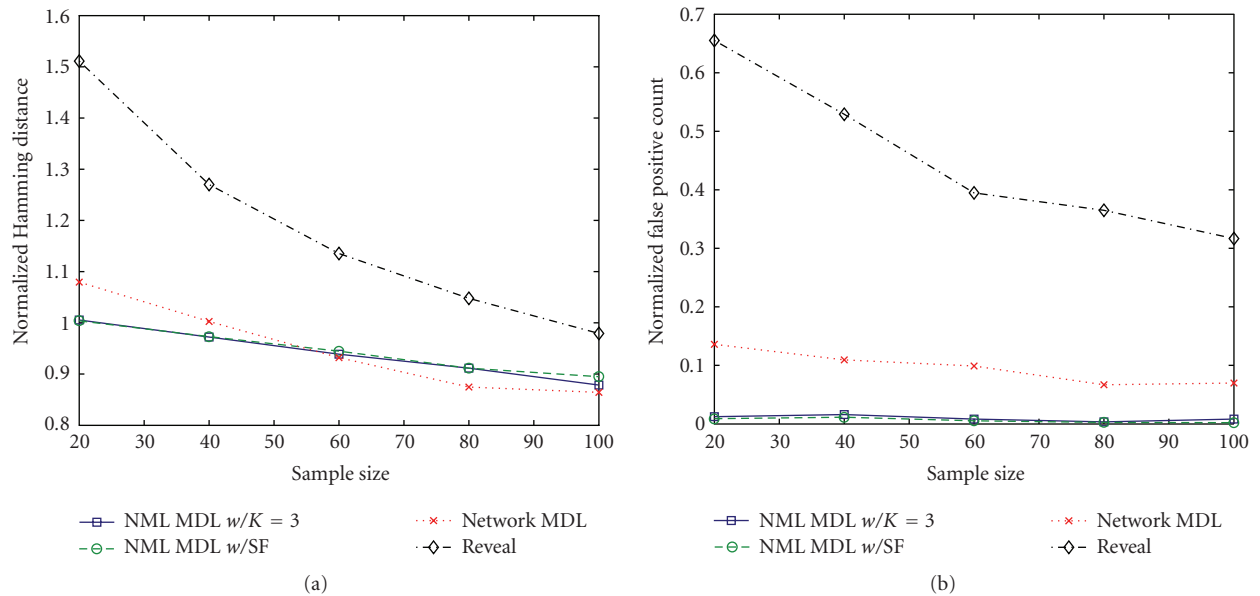 1.6
1.5
1.4
1.3
1.2
1.1
1
0.9
0.8
Normalized Hamming distance
20 30 40 50 60 70 80 90 100
Sample size
NML MDL w/K = 3
NML MDL w/SF
Network MDL
Reveal
(a)
0.7
0.6
0.5
0.4
0.3
0.2
0.1
0
Normalized false positive count
20 30 40 50 60 70 80 90 100
Sample size
NML MDL w/K = 3
NML MDL w/SF
Network MDL
Reveal
(b)